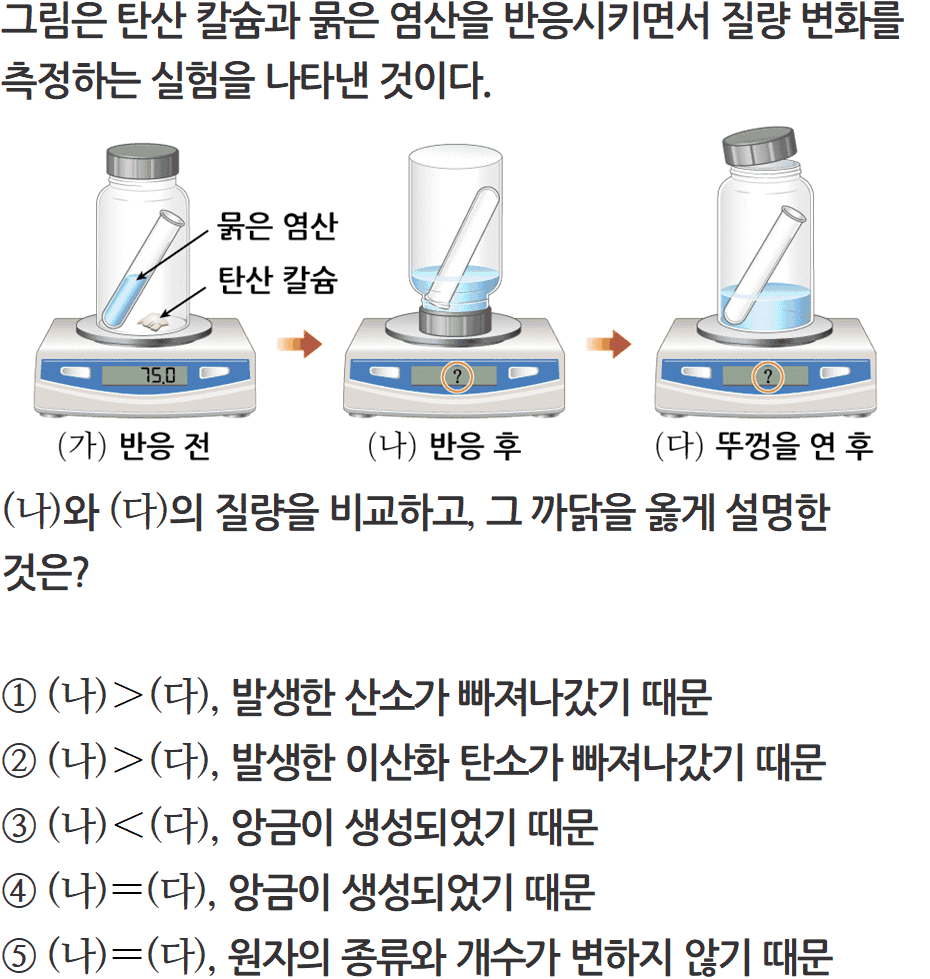 그림은 탄산 칼슘과 묽은 염산을 반응시키면서 질량 변화를
측정하는 실험을 나타낸 것이다.
묽은 염산
탄산 칼슘
75.0
?
?
(가) 반응 전
(나) 반응 후
(다) 뚜껑을 연 후
(나)와 (다)의 질량을 비교하고, 그 까닭을 옳게 설명한
것은?
① (나)>(다), 발생한 산소가 빠져나갔기 때문
② (나)>(다), 발생한 이산화 탄소가 빠져나갔기 때문
③ (나)<(다), 앙금이 생성되었기 때문
④ (나)=(다), 앙금이 생성되었기 때문
⑤ (나)=(다), 원자의 종류와 개수가 변하지 않기 때문